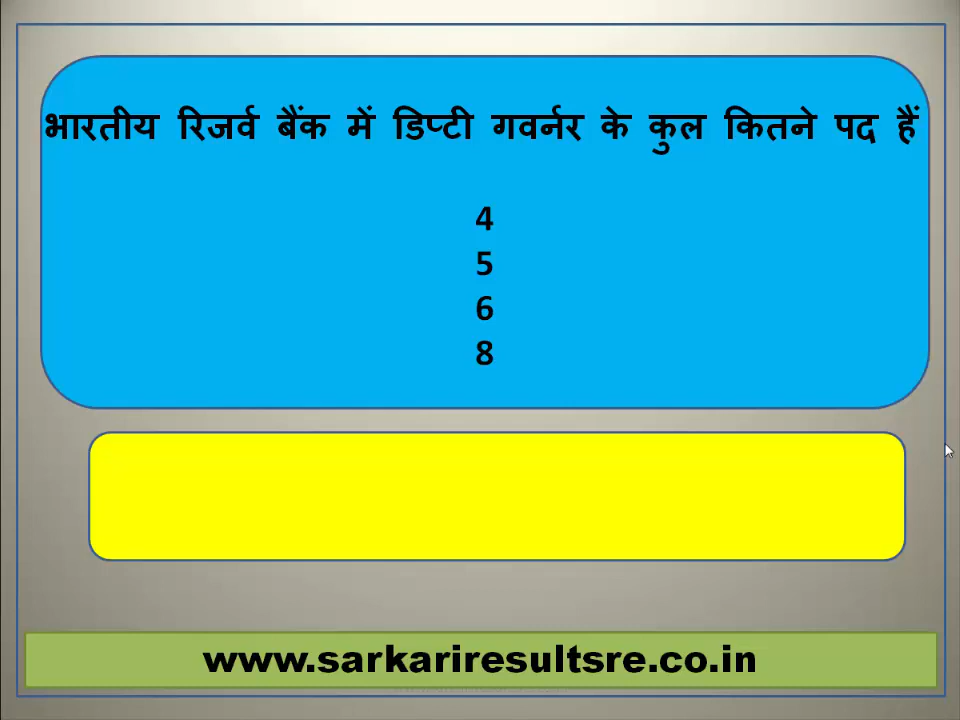 भारतीय रिजर्व बैंक में डिप्टी गवर्नर के कुल कितने पद हैं
4
5
6
8
www.sarkariresultsre.co.in